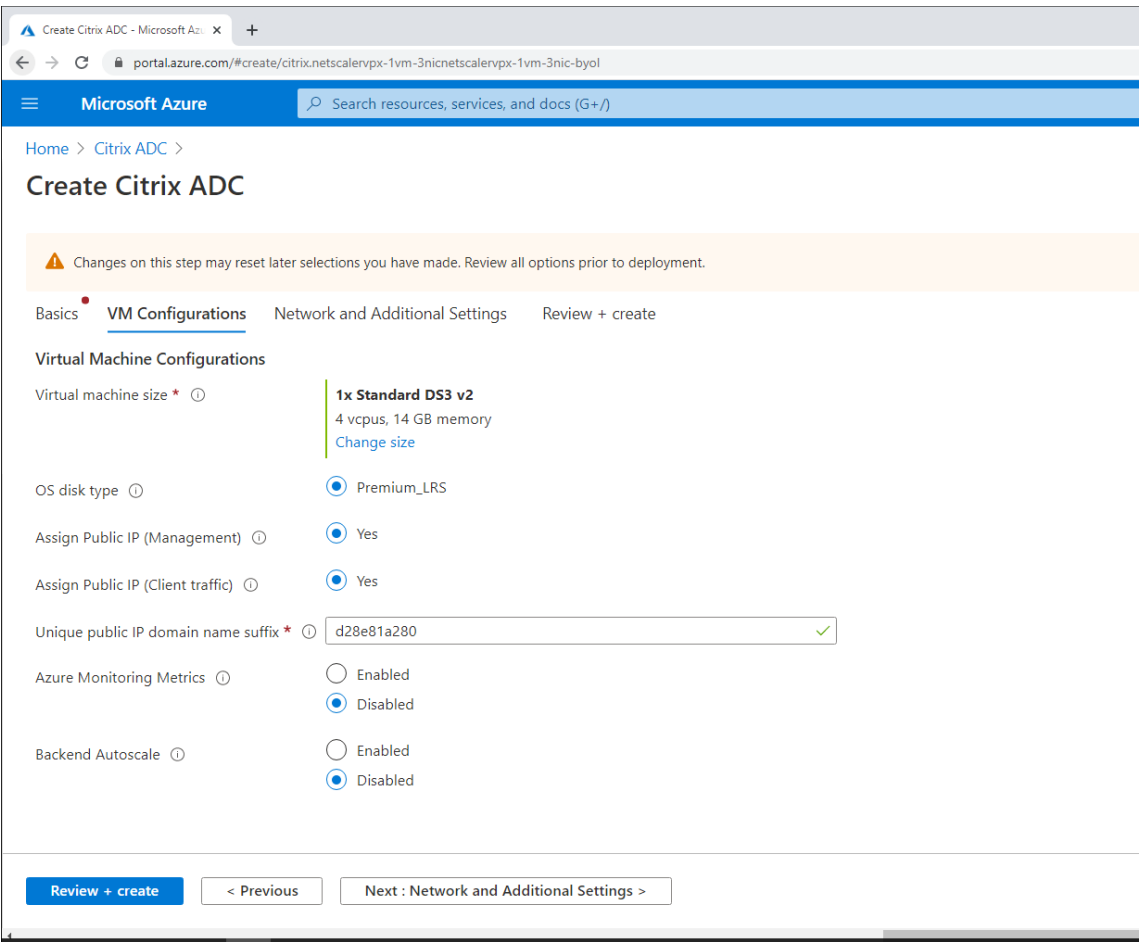 Create Citrix ADC - Microsoft Azu
portal.azure.com/#create/citrix.netscalervpx-1vm-3nicnetscalervpx-1vm-3nic-byol
Microsoft Azure
Search resources, services, and docs (G+/)
Home > Citrix ADC >
Create Citrix ADC
Changes on this step may reset later selections you have made. Review all options prior to deployment.
Basics VM Configurations Network and Additional Settings Review + create
Virtual Machine Configurations
Virtual machine size * 1x Standard DS3 v2
4 vcpus, 14 GB memory
Change size
OS disk type Premium_LRS
Assign Public IP (Management) Yes
Assign Public IP (Client traffic) Yes
Unique public IP domain name suffix * d28e81a280
Azure Monitoring Metrics Enabled
Disabled
Backend Autoscale Enabled
Disabled
Review + create < Previous Next : Network and Additional Settings >